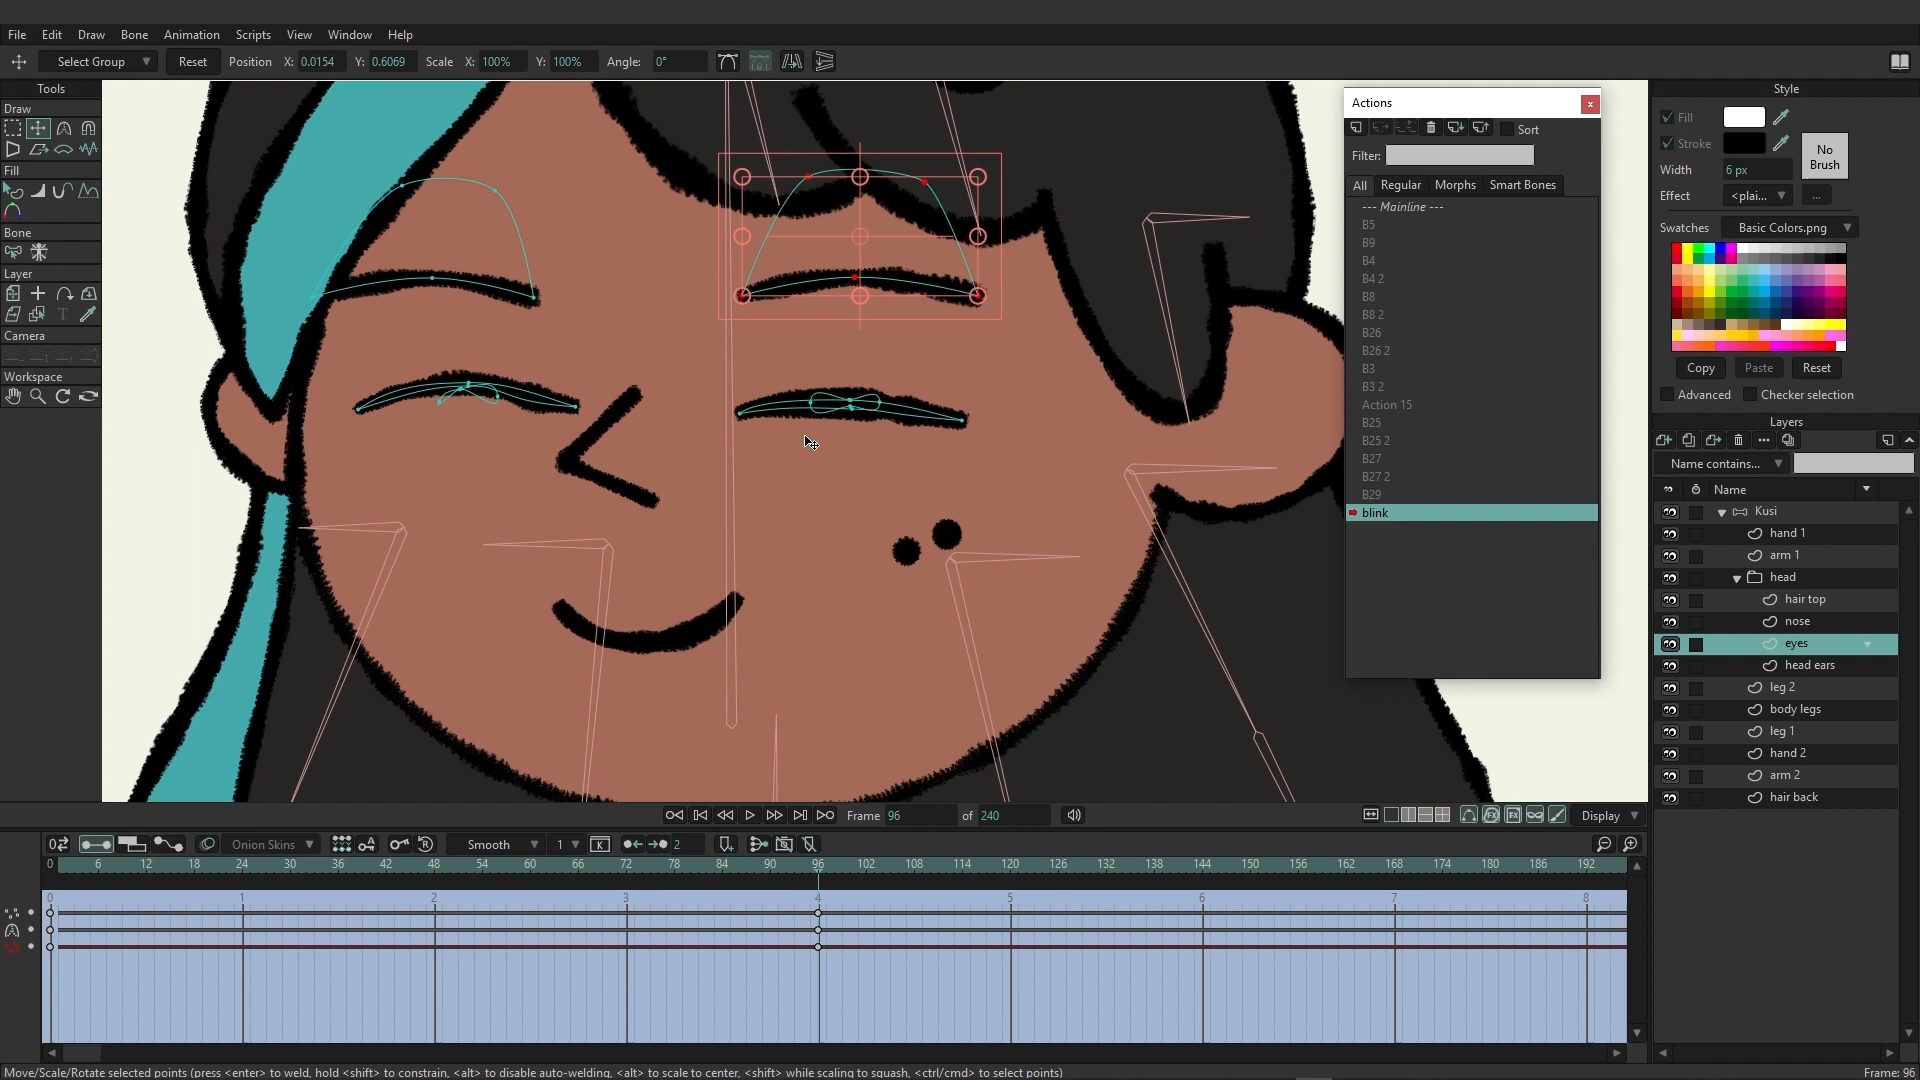 File Edit Draw Bone Animation Scripts View Window Help
Select Group Reset Position X: 0.0154 Y: 0.6069 Scale X: 100% Y: 100% Angle: 0°
Tools
Draw
Fill
Bone
Layer
Camera
Workspace
Actions
Sort
Filter:
All Regular Morphs Smart Bones
--- Mainline ---
B5
B9
B4
B4 2
B8
B8 2
B26
B26 2
B3
B3 2
Action 15
B25
B25 2
B27
B27 2
B29
blink
Style
Fill
Stroke
No Brush
Width 6 px
Effect <plai... ...
Swatches Basic Colors.png
Copy Paste Reset
Advanced Checker selection
Layers
Name contains...
Name
Kusi
hand 1
arm 1
head
hair top
nose
eyes
head ears
leg 2
body legs
leg 1
hand 2
arm 2
hair back
Frame 96 of 240
Display
Onion Skins Smooth 1 K 2
0 6 12 18 24 30 36 42 48 54 60 66 72 78 84 90 96 102 108 114 120 126 132 138 144 150 156 162 168 174 180 186 192
0 1 2 3 4 5 6 7 8
Move/Scale/Rotate selected points (press <enter> to weld, hold <shift> to constrain, <alt> to disable auto-welding, <alt> to scale to center, <shift> while scaling to squash, <ctrl/cmd> to select points)
Frame: 96